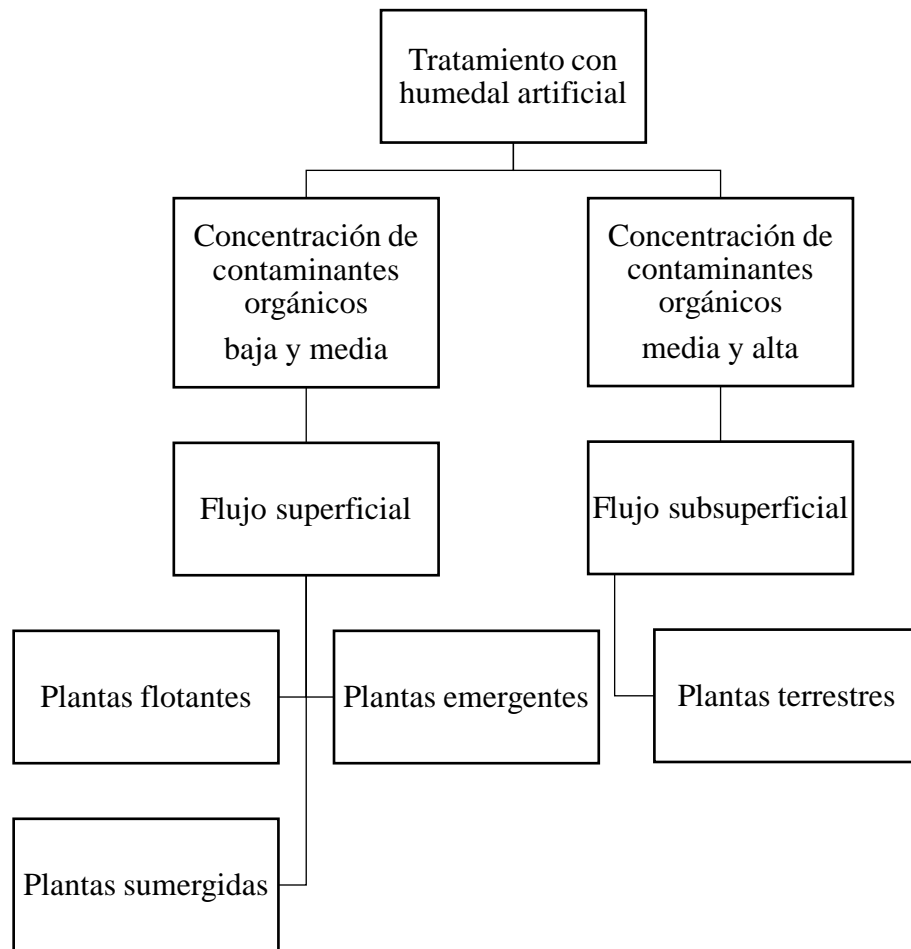 Tratamiento con
humedal artificial
Concentración de
contaminantes
orgánicos
baja y media
Concentración de
contaminantes
orgánicos
media y alta
Flujo superficial
Flujo subsuperficial
Plantas flotantes
Plantas emergentes
Plantas terrestres
Plantas sumergidas